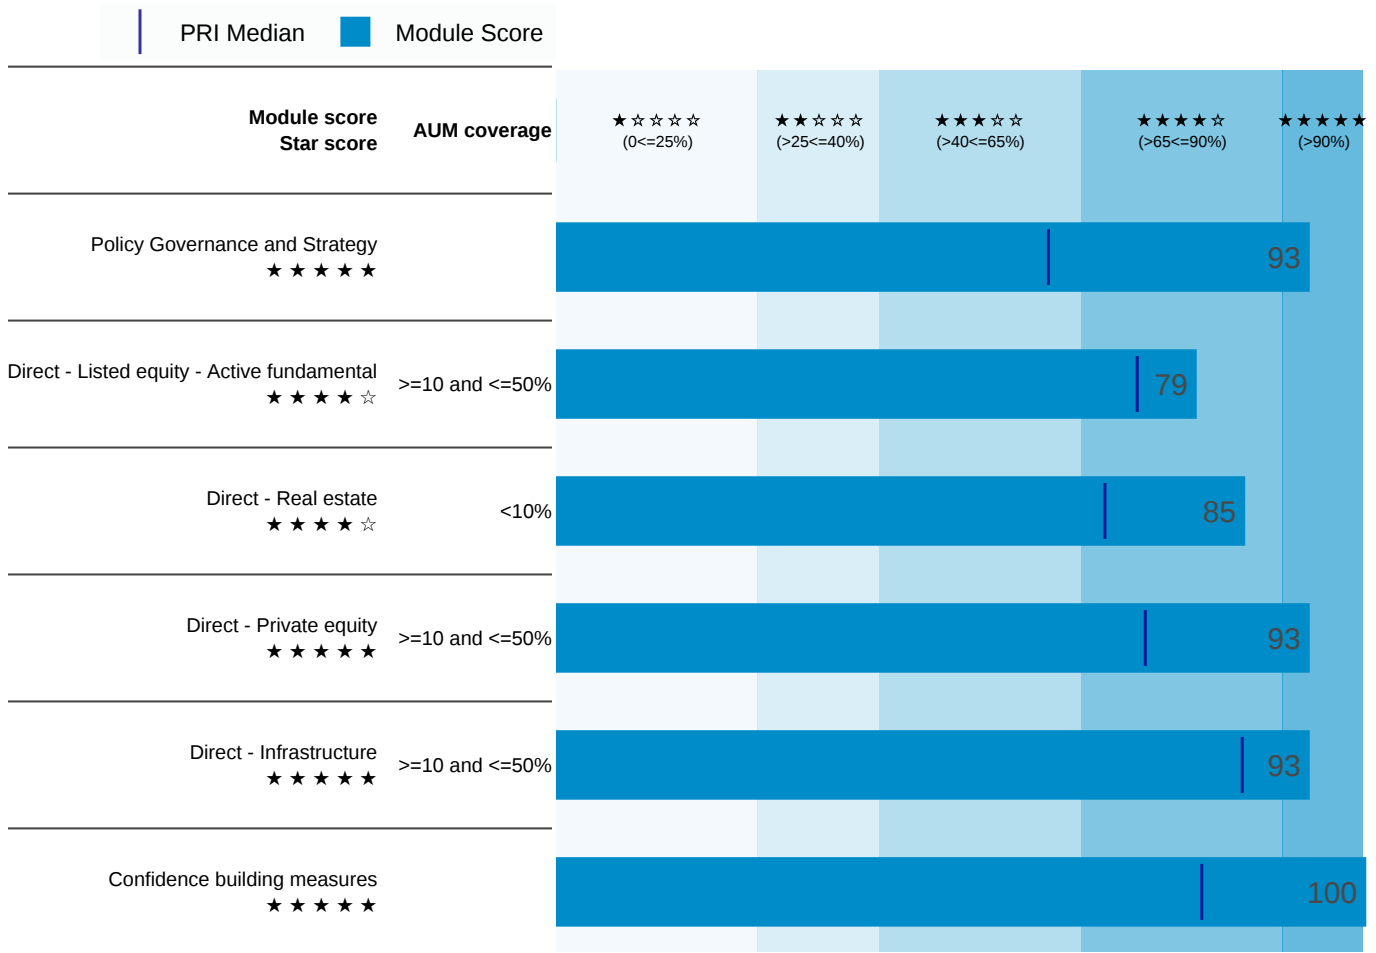 PRI Median Module Score
Module score
Star score
AUM coverage
★☆☆☆☆ ★★☆☆☆ ★★★☆☆ ★★★★☆ ★★★★★
(0<=25%) (>25<=40%) (>40<=65%) (>65<=90%) (>90%)
Policy Governance and Strategy
★★★★★
93
Direct - Listed equity - Active fundamental
★★★★☆
>=10 and <=50%
79
Direct - Real estate
★★★★☆
<10%
85
Direct - Private equity
★★★★★
>=10 and <=50%
93
Direct - Infrastructure
★★★★★
>=10 and <=50%
93
Confidence building measures
★★★★★
100